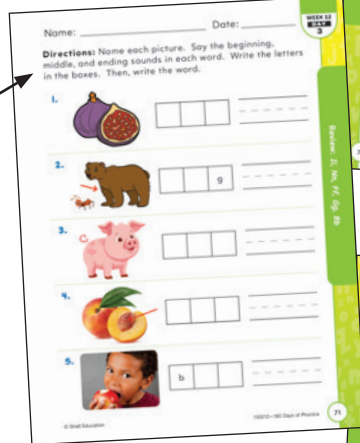 Name: Date:
WEEK 12
DAY
3
Directions: Name each picture. Say the beginning,
middle, and ending sounds in each word. Write the letters
in the boxes. Then, write the word.
1.
2.
g
3.
4.
5.
b
Review: Ii, Nn, Ff, Gg, Bb
© Shell Education
—180 Days of Phonics
71